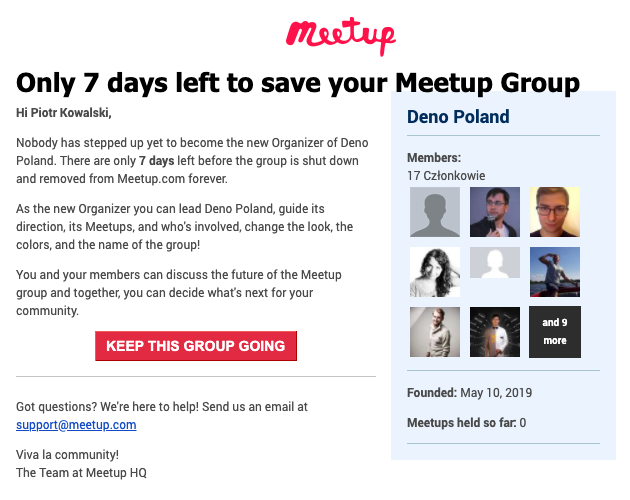 Meetup
Only 7 days left to save your Meetup Group
Hi Piotr Kowalski,
Nobody has stepped up yet to become the new Organizer of Deno
Poland. There are only 7 days left before the group is shut down
and removed from Meetup.com forever.
As the new Organizer you can lead Deno Poland, guide its
direction, its Meetups, and who's involved, change the look, the
colors, and the name of the group!
You and your members can discuss the future of the Meetup
group and together, you can decide what's next for your
community.
KEEP THIS GROUP GOING
Got questions? We're here to help! Send us an email at
support@meetup.com
Viva la community!
The Team at Meetup HQ
Deno Poland
Members:
17 Członkowie
and 9
more
Founded: May 10, 2019
Meetups held so far: 0